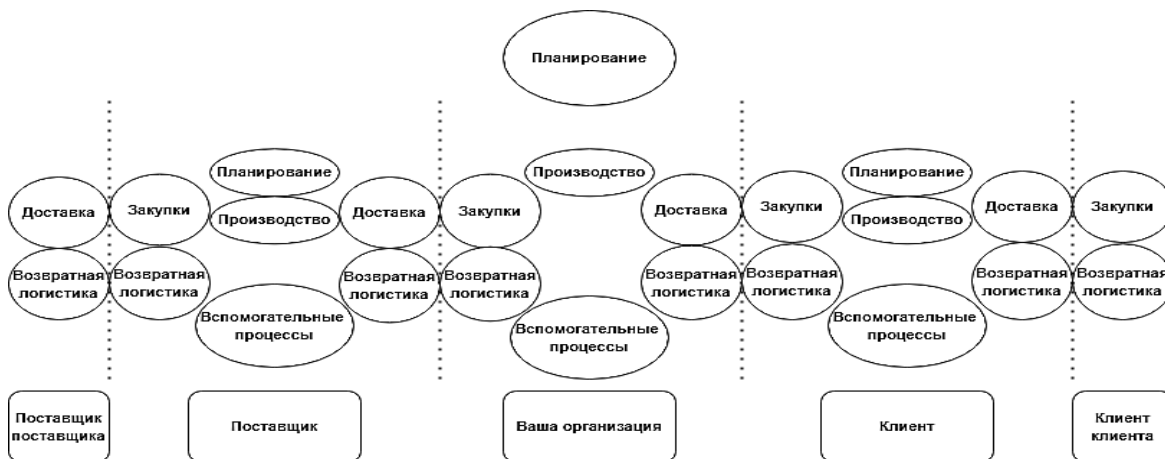 Планирование
Планирование
Производство
Планирование
Доставка
Закупки
Производство
Доставка
Закупки
Доставка
Закупки
Производство
Доставка
Закупки
Возвратная
логистика
Возвратная
логистика
Возвратная
логистика
Возвратная
логистика
Возвратная
логистика
Возвратная
логистика
Возвратная
логистика
Возвратная
логистика
Вспомогательные
процессы
Вспомогательные
процессы
Вспомогательные
процессы
Поставщик
поставщика
Поставщик
Ваша организация
Клиент
Клиент
клиента